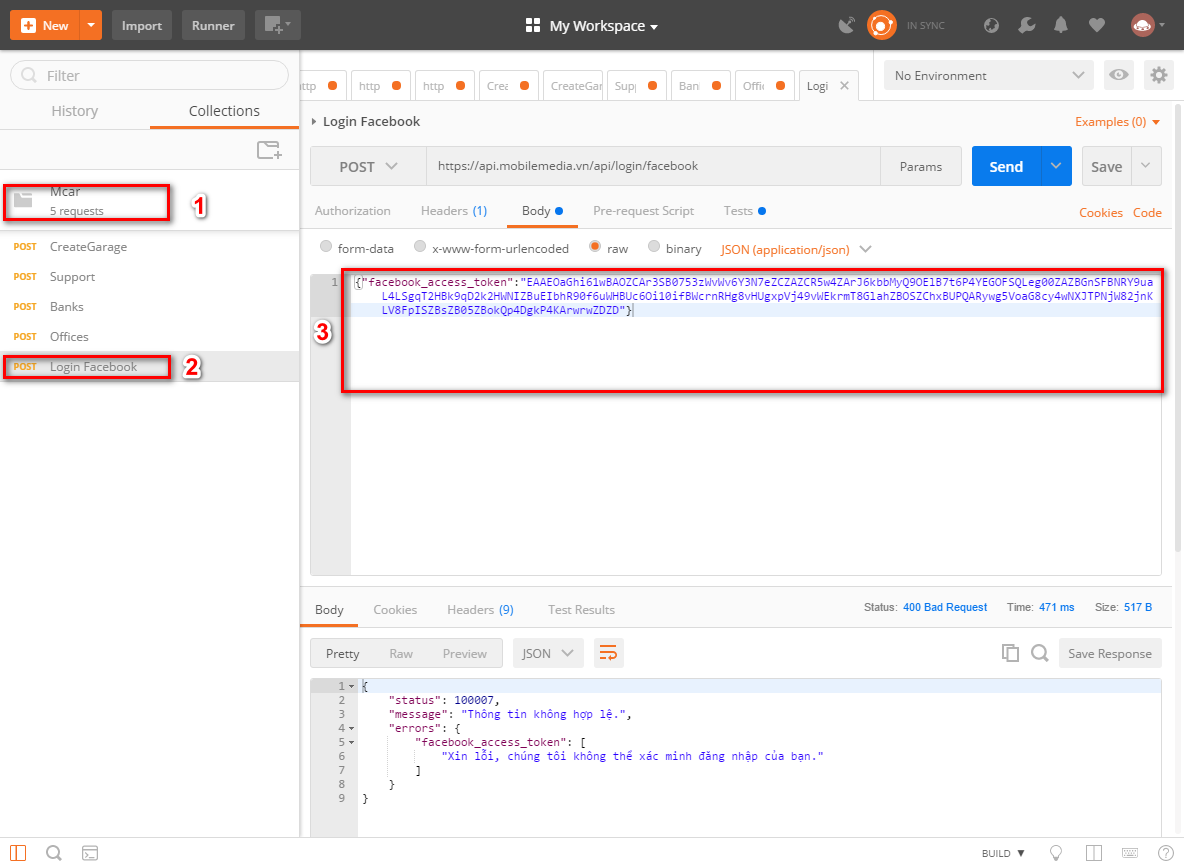 New
Import
Runner
My Workspace
IN SYNC
Filter
History
Collections
Mcar
5 requests
1
POST CreateGarage
POST Support
POST Banks
POST Offices
POST Login Facebook
2
http
http
Crea
CreateGar
Supp
Ban
Offic
Logi
No Environment
Login Facebook
Examples (0)
POST
https://api.mobilemedia.vn/api/login/facebook
Params
Send
Save
Authorization
Headers (1)
Body
Pre-request Script
Tests
Cookies
Code
form-data
x-www-form-urlencoded
raw
binary
JSON (application/json)
3
1
Body
Cookies
Headers (9)
Test Results
Status: 400 Bad Request
Time: 471 ms
Size: 517 B
Pretty
Raw
Preview
JSON
Save Response
1 {
2 "status": 100007,
3 "message": "Thông tin không hợp lệ.",
4 "errors": {
5 "facebook_access_token": [
6 "Xin lỗi, chúng tôi không thể xác minh đăng nhập của bạn."
7 ]
8 }
9 }
BUILD